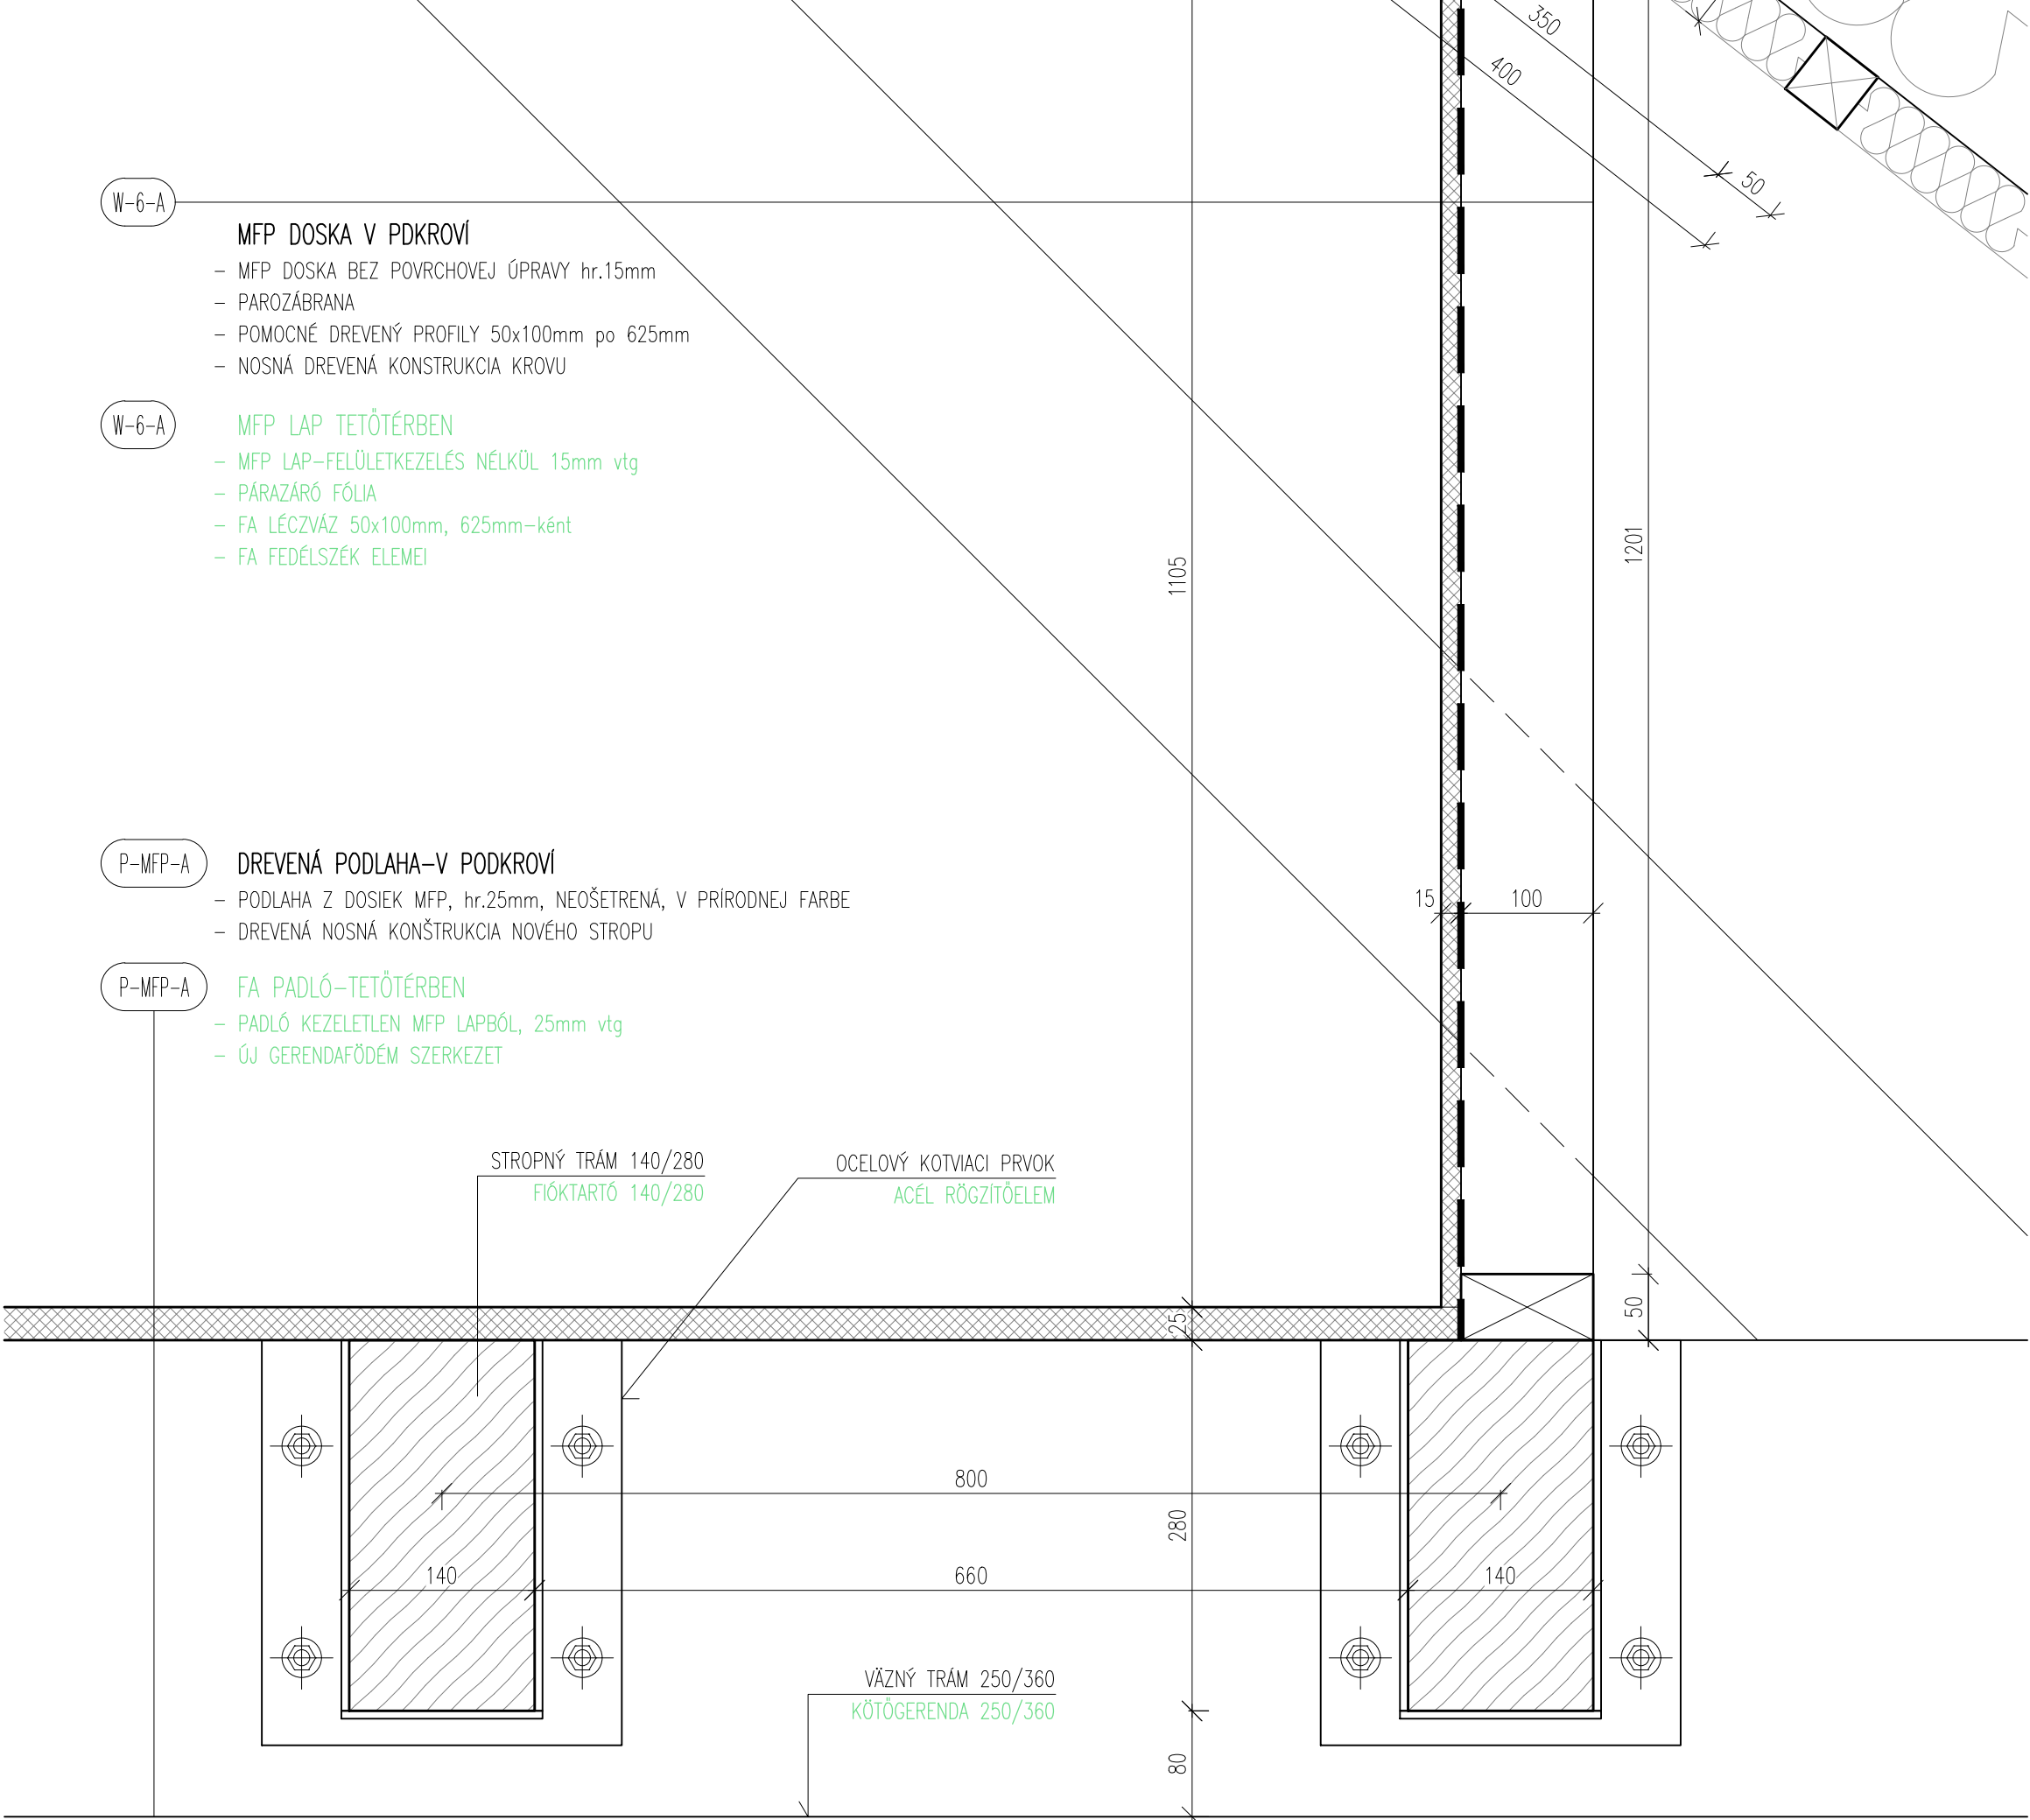 350
400
50
W-6-A
MFP DOSKA V PDKROVÍ
- MFP DOSKA BEZ POVRCHOVEJ ÚPRAVY hr.15mm
- PAROZÁBRANA
- POMOCNÉ DREVENÝ PROFILY 50x100mm po 625mm
- NOSNÁ DREVENÁ KONSTRUKCIA KROVU
W-6-A
MFP LAP TETŐTÉRBEN
- MFP LAP-FELÜLETKEZELÉS NÉLKÜL 15mm vtg
- PÁRAZÁRÓ FÓLIA
- FA LÉCZVÁZ 50x100mm, 625mm-ként
- FA FEDÉLSZÉK ELEMEI
1105
1201
P-MFP-A
DREVENÁ PODLAHA-V PODKROVÍ
- PODLAHA Z DOSIEK MFP, hr.25mm, NEOŠETRENÁ, V PRÍRODNEJ FARBE
- DREVENÁ NOSNÁ KONŠTRUKCIA NOVÉHO STROPU
15
100
P-MFP-A
FA PADLÓ-TETŐTÉRBEN
- PADLÓ KEZELETLEN MFP LAPBÓL, 25mm vtg
- ÚJ GERENDAFÖDÉM SZERKEZET
STROPNÝ TRÁM 140/280
FIÓKTARTÓ 140/280
OCELOVÝ KOTVIACI PRVOK
ACÉL RÖGZÍTŐELEM
25
50
800
280
140
660
140
VÄZNÝ TRÁM 250/360
KÖTŐGERENDA 250/360
80